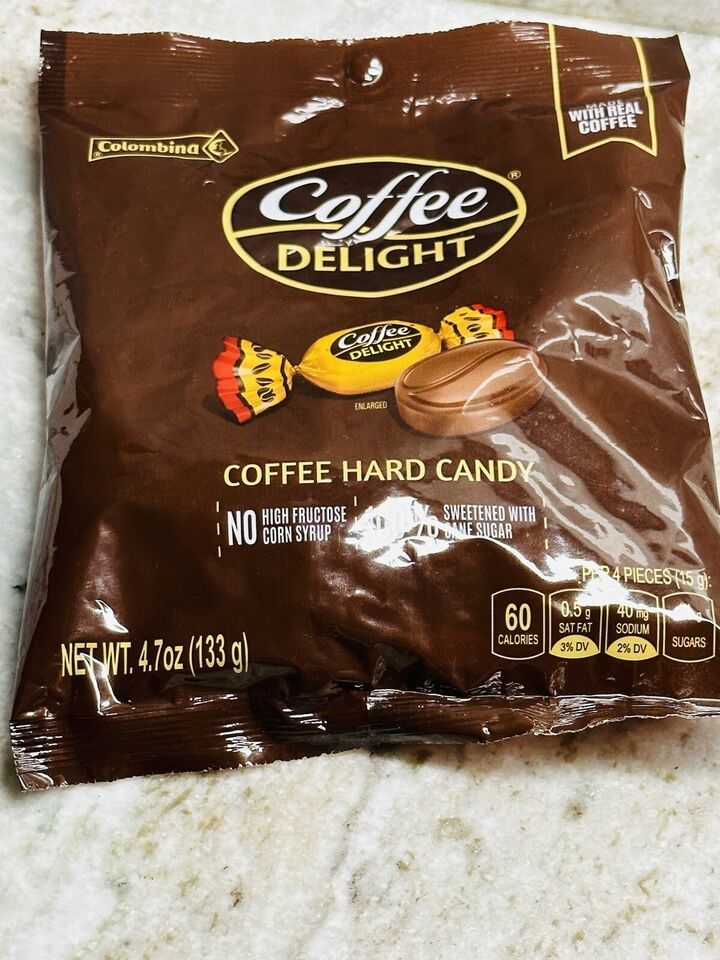 MADE
WITH REAL
COFFEE
Colombina
Coffee
DELIGHT
®
Coffee
DELIGHT
ENLARGED
COFFEE HARD CANDY
NO HIGH FRUCTOSE
CORN SYRUP
SWEETENED WITH
CANE SUGAR
PER 4 PIECES (15 g):
60
CALORIES
0.5 g
SAT FAT
3% DV
40 mg
SODIUM
2% DV
SUGARS
NET WT. 4.7oz (133 g)